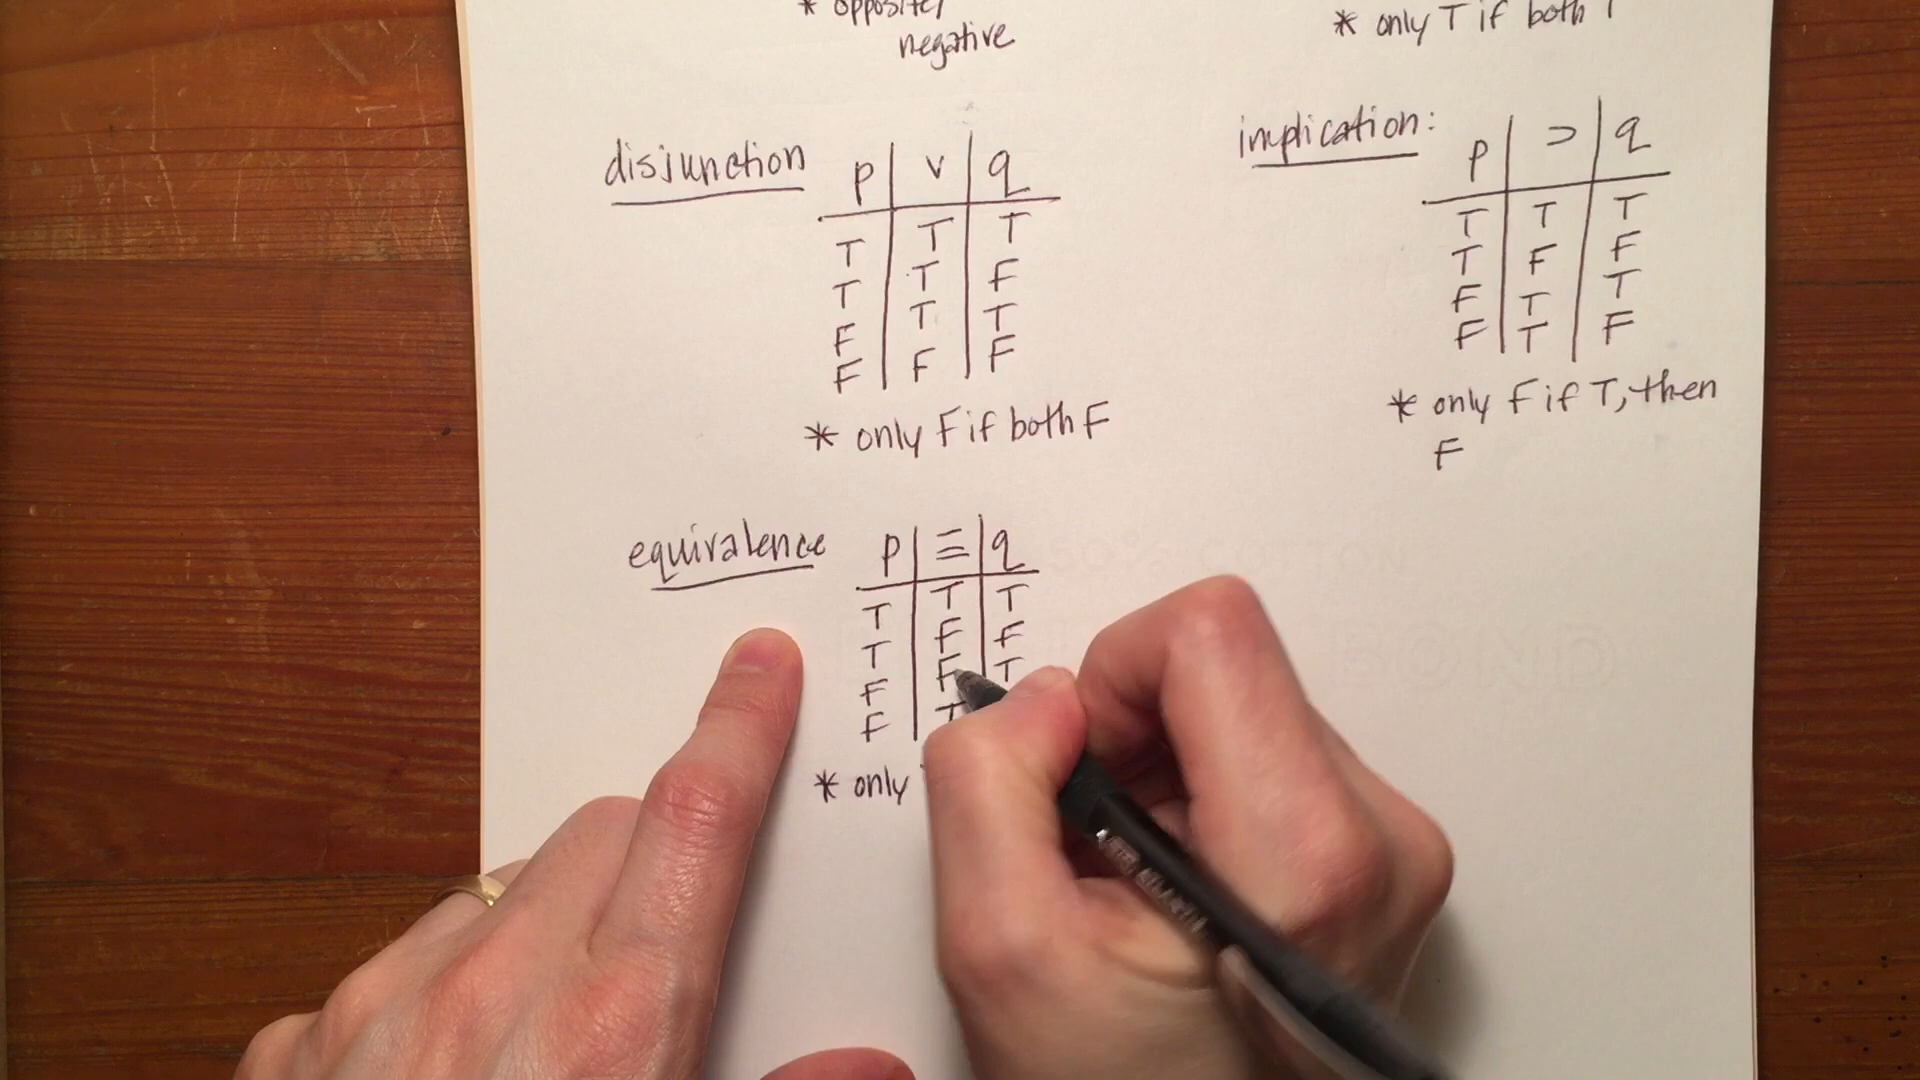 * opposite/
negative
* only T if both T
disjunction
p | v | q
T T T
T T F
F T T
F F F
* only F if both F
implication:
p | ⊃ | q
T T T
T F F
F T T
F T F
* only F if T, then
F
equivalence
p | ≡ | q
T T T
T F F
F F T
F T
* only